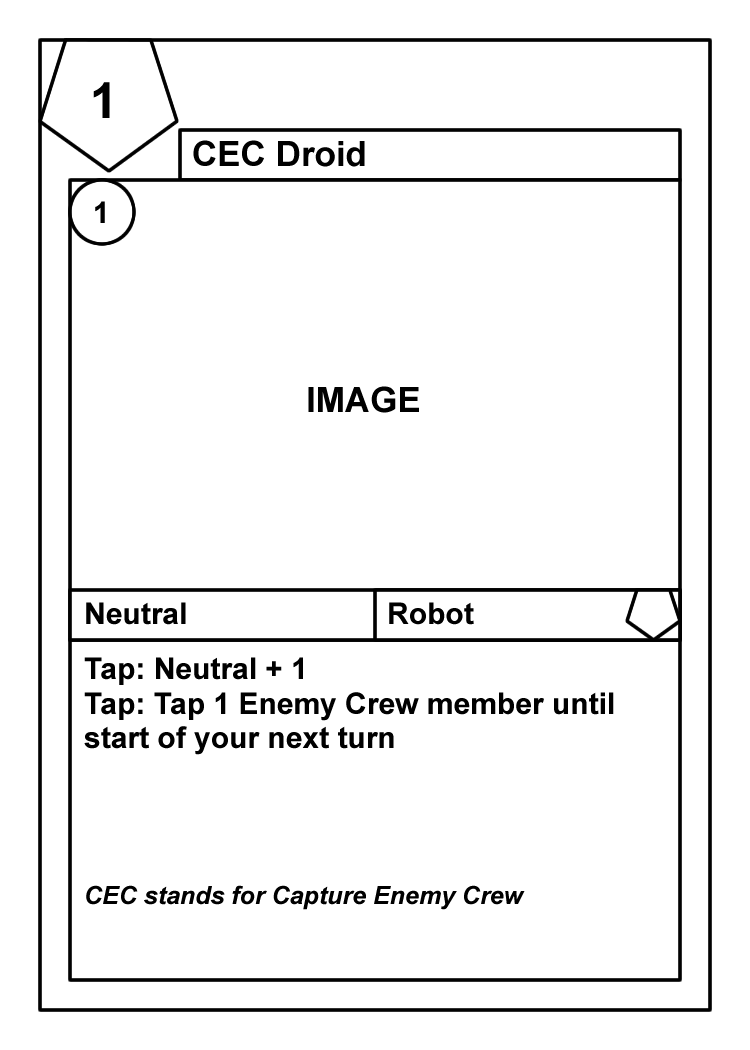 1
CEC Droid
1
IMAGE
Neutral
Robot
Tap: Neutral + 1
Tap: Tap 1 Enemy Crew member until
start of your next turn
CEC stands for Capture Enemy Crew